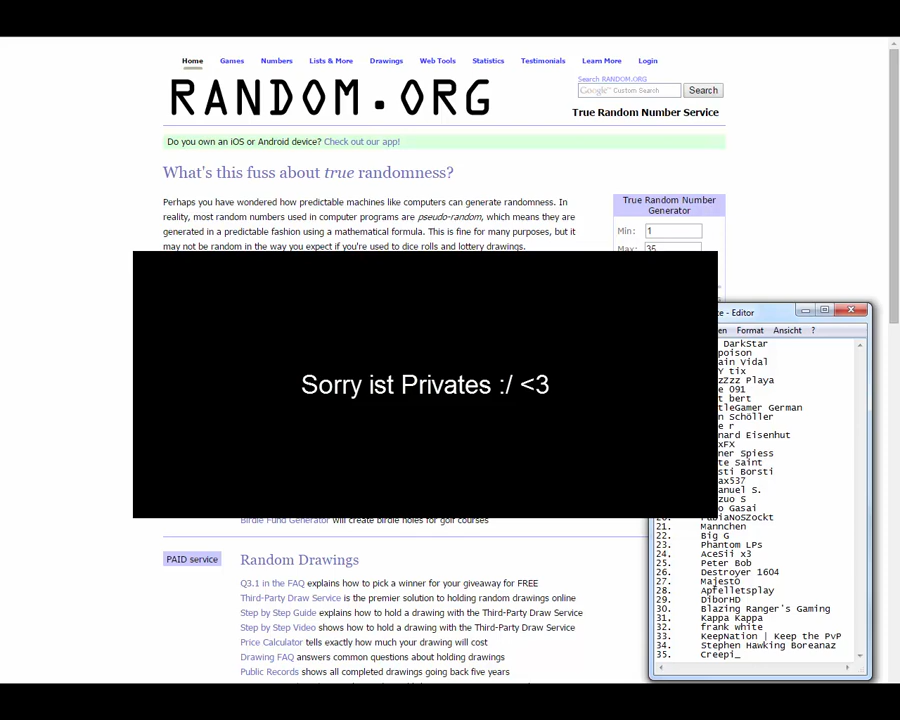 Home Games Numbers Lists & More Drawings Web Tools Statistics Testimonials Learn More Login
RANDOM.ORG
Search RANDOM.ORG
Google™ Custom Search
Search
True Random Number Service
Do you own an iOS or Android device? Check out our app!
What's this fuss about true randomness?
Perhaps you have wondered how predictable machines like computers can generate randomness. In
reality, most random numbers used in computer programs are pseudo-random, which means they are
generated in a predictable fashion using a mathematical formula. This is fine for many purposes, but it
may not be random in the way you expect if you're used to dice rolls and lottery drawings.
True Random Number
Generator
Min: 1
Max: 35
Sorry ist Privates :/ <3
Birdie Fund Generator will create birdie holes for golf courses
PAID service
Random Drawings
Q3.1 in the FAQ explains how to pick a winner for your giveaway for FREE
Third-Party Draw Service is the premier solution to holding random drawings online
Step by Step Guide explains how to hold a drawing with the Third-Party Draw Service
Step by Step Video shows how to hold a drawing with the Third-Party Draw Service
Price Calculator tells exactly how much your drawing will cost
Drawing FAQ answers common questions about holding drawings
Public Records shows all completed drawings going back five years
- Editor
Format Ansicht ?
DarkStar
poison
Vidal
tix
Playa
091
bert
German
Schöller
r
Eisenhut
Spiess
Saint
Borsti
S.
S
Gasai
21. Mannchen
22. Big G
23. Phantom LPs
24. AceSii x3
25. Peter Bob
26. Destroyer 1604
27. MajestO
28. Apfelletsplay
29. DiborHD
30. Blazing Ranger's Gaming
31. Kappa Kappa
32. frank white
33. KeepNation | Keep the PvP
34. Stephen Hawking Boreanaz
35. Creepi_